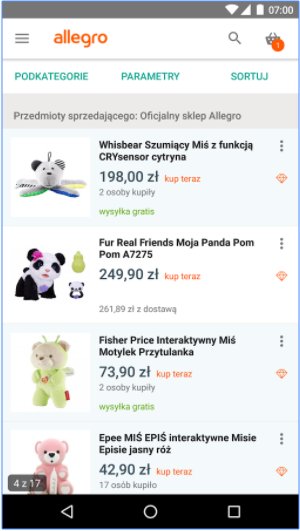 07:00
allegro
1
PODKATEGORIE PARAMETRY SORTUJ
Przedmioty sprzedającego: Oficjalny sklep Allegro
Whisbear Szumiący Miś z funkcją
CRYsensor cytryna
198,00 zł kup teraz
2 osoby kupiły
wysyłka gratis
Fur Real Friends Moja Panda Pom
Pom A7275
249,90 zł kup teraz
261,89 zł z dostawą
Fisher Price Interaktywny Miś
Motylek Przytulanka
73,90 zł kup teraz
2 osoby kupiły
wysyłka gratis
Epee MIŚ EPIŚ interaktywne Misie
Episie jasny róż
42,90 zł kup teraz
17 osób kupiło
4 z 17